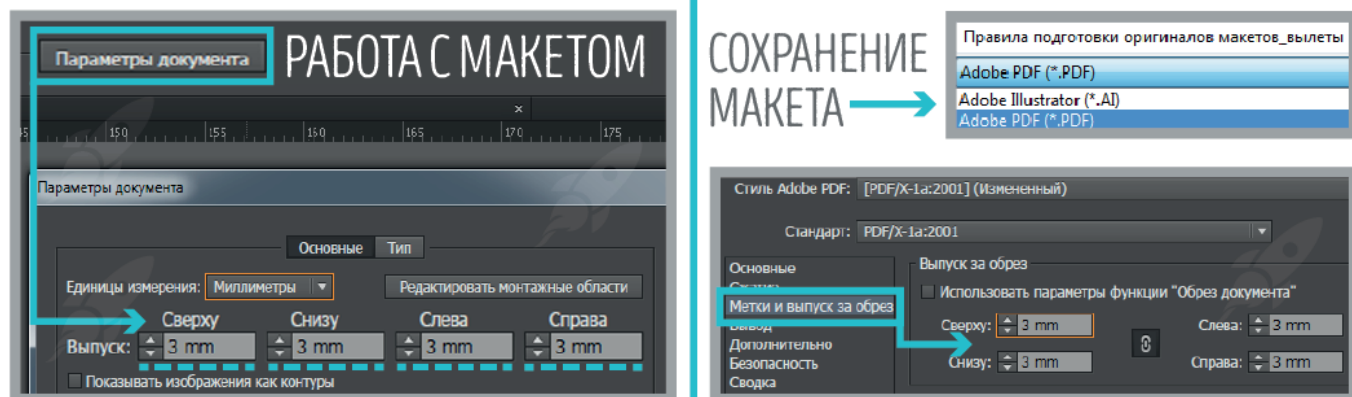 Параметры документа
РАБОТА С МАКЕТОМ
×
150 155 160 165 170 175
Параметры документа
Основные Тип
Единицы измерения: Миллиметры Редактировать монтажные области
Сверху Снизу Слева Справа
Выпуск: 3 mm 3 mm 3 mm 3 mm
Показывать изображения как контуры
СОХРАНЕНИЕ
МАКЕТА
Правила подготовки оригиналов макетов_вылеты
Adobe PDF (*.PDF)
Adobe Illustrator (*.AI)
Adobe PDF (*.PDF)
Стиль Adobe PDF: [PDF/X-1a:2001] (Измененный)
Стандарт: PDF/X-1a:2001
Основные
Метки и выпуск за обрез
Вывод
Дополнительно
Безопасность
Сводка
Выпуск за обрез
Использовать параметры функции "Обрез документа"
Сверху: 3 mm Слева: 3 mm
Снизу: 3 mm Справа: 3 mm